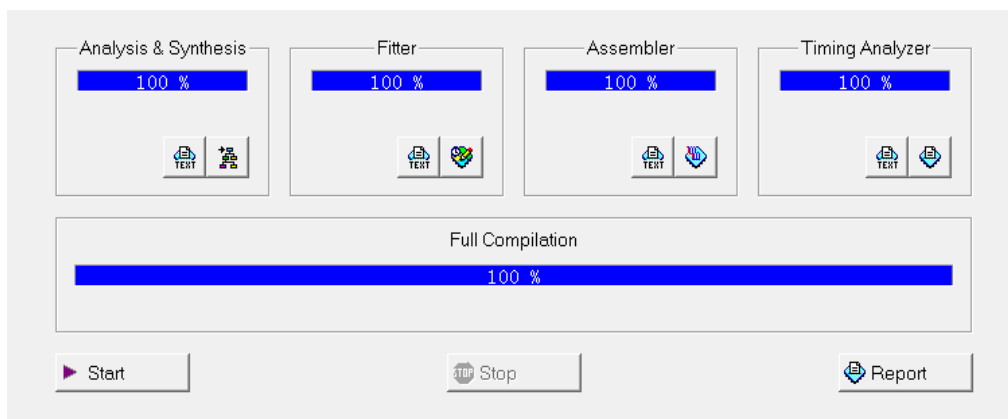 Analysis & Synthesis Fitter Assembler Timing Analyzer
100 % 100 % 100 % 100 %
TEXT TEXT TEXT TEXT
Full Compilation
100 %
Start STOP Stop Report